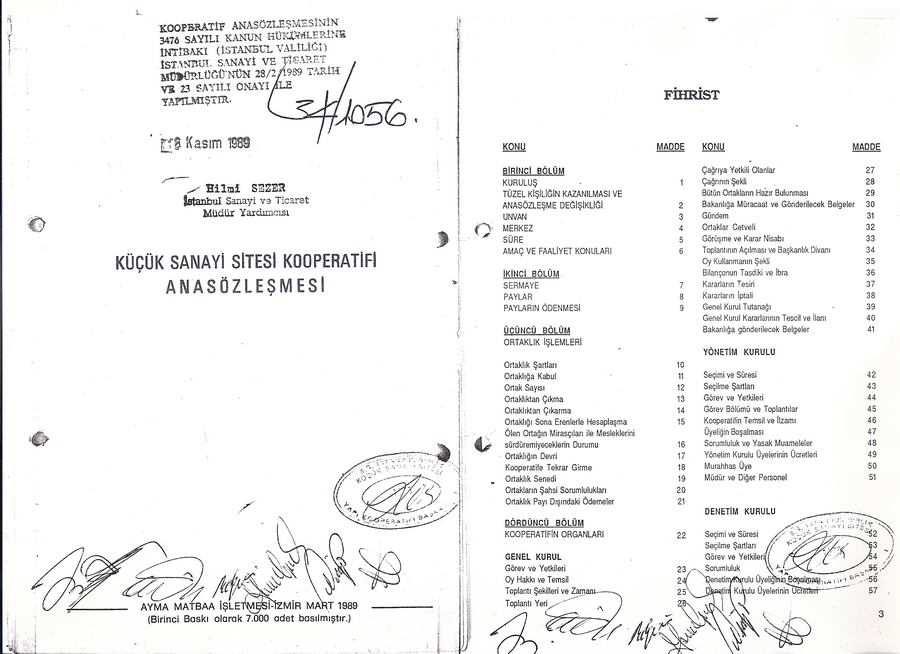 KOOPERATİF ANASÖZLEŞMESİNİN
3476 SAYILI KANUN HÜKÜMLERİNE
İNTİBAKI (İSTANBUL VALİLİĞİ)
İSTANBUL SANAYİ VE TİCARET
MÜDÜRLÜĞÜ'NÜN 28/2/1989 TARİH
VE 23 SAYILI ONAYI İLE
YAPILMIŞTIR.
34/1056.
8 Kasım 1989
Hilmi SEZER
İstanbul Sanayi ve Ticaret
Müdür Yardımcısı
KÜÇÜK SANAYİ SİTESİ KOOPERATİFİ
ANASÖZLEŞMESİ
AYMA MATBAA İŞLETMESİ-İZMİR MART 1989
(Birinci Baskı olarak 7.000 adet basılmıştır.)
FİHRİST
KONU MADDE
BİRİNCİ BÖLÜM
KURULUŞ 1
TÜZEL KİŞİLİĞİN KAZANILMASI VE
ANASÖZLEŞME DEĞİŞİKLİĞİ 2
UNVAN 3
MERKEZ 4
SÜRE 5
AMAÇ VE FAALİYET KONULARI 6
İKİNCİ BÖLÜM
SERMAYE 7
PAYLAR 8
PAYLARIN ÖDENMESİ 9
ÜÇÜNCÜ BÖLÜM
ORTAKLIK İŞLEMLERİ
Ortaklık Şartları 10
Ortaklığa Kabul 11
Ortak Sayısı 12
Ortaklıktan Çıkma 13
Ortaklıktan Çıkarma 14
Ortaklığı Sona Erenlerle Hesaplaşma 15
Ölen Ortağın Mirasçıları ile Mesleklerini
sürdüremiyeceklerin Durumu 16
Ortaklığın Devri 17
Kooperatife Tekrar Girme 18
Ortaklık Senedi 19
Ortakların Şahsi Sorumlulukları 20
Ortaklık Payı Dışındaki Ödemeler 21
DÖRDÜNCÜ BÖLÜM
KOOPERATİFİN ORGANLARI 22
GENEL KURUL
Görev ve Yetkileri 23
Oy Hakkı ve Temsil 24
Toplantı Şekilleri ve Zamanı 25
Toplantı Yeri 26
KONU MADDE
Çağrıya Yetkili Olanlar 27
Çağrının Şekli 28
Bütün Ortakların Hazır Bulunması 29
Bakanlığa Müracaat ve Gönderilecek Belgeler 30
Gündem 31
Ortaklar Cetveli 32
Görüşme ve Karar Nisabı 33
Toplantının Açılması ve Başkanlık Divanı 34
Oy Kullanmanın Şekli 35
Bilançonun Tasdiki ve İbra 36
Kararların Tesiri 37
Kararların İptali 38
Genel Kurul Tutanağı 39
Genel Kurul Kararlarının Tescil ve İlanı 40
Bakanlığa gönderilecek Belgeler 41
YÖNETİM KURULU
Seçimi ve Süresi 42
Seçilme Şartları 43
Görev ve Yetkileri 44
Görev Bölümü ve Toplantılar 45
Kooperatifin Temsil ve İlzamı 46
Üyeliğin Boşalması 47
Sorumluluk ve Yasak Muameleler 48
Yönetim Kurulu Üyelerinin Ücretleri 49
Murahhas Üye 50
Müdür ve Diğer Personel 51
DENETİM KURULU
Seçimi ve Süresi 52
Seçilme Şartları 53
Görev ve Yetkileri 54
Sorumluluk
Denetim Kurulu Üyeliğinin Boşalması 56
Denetim Kurulu Üyelerinin Ücretleri 57
3